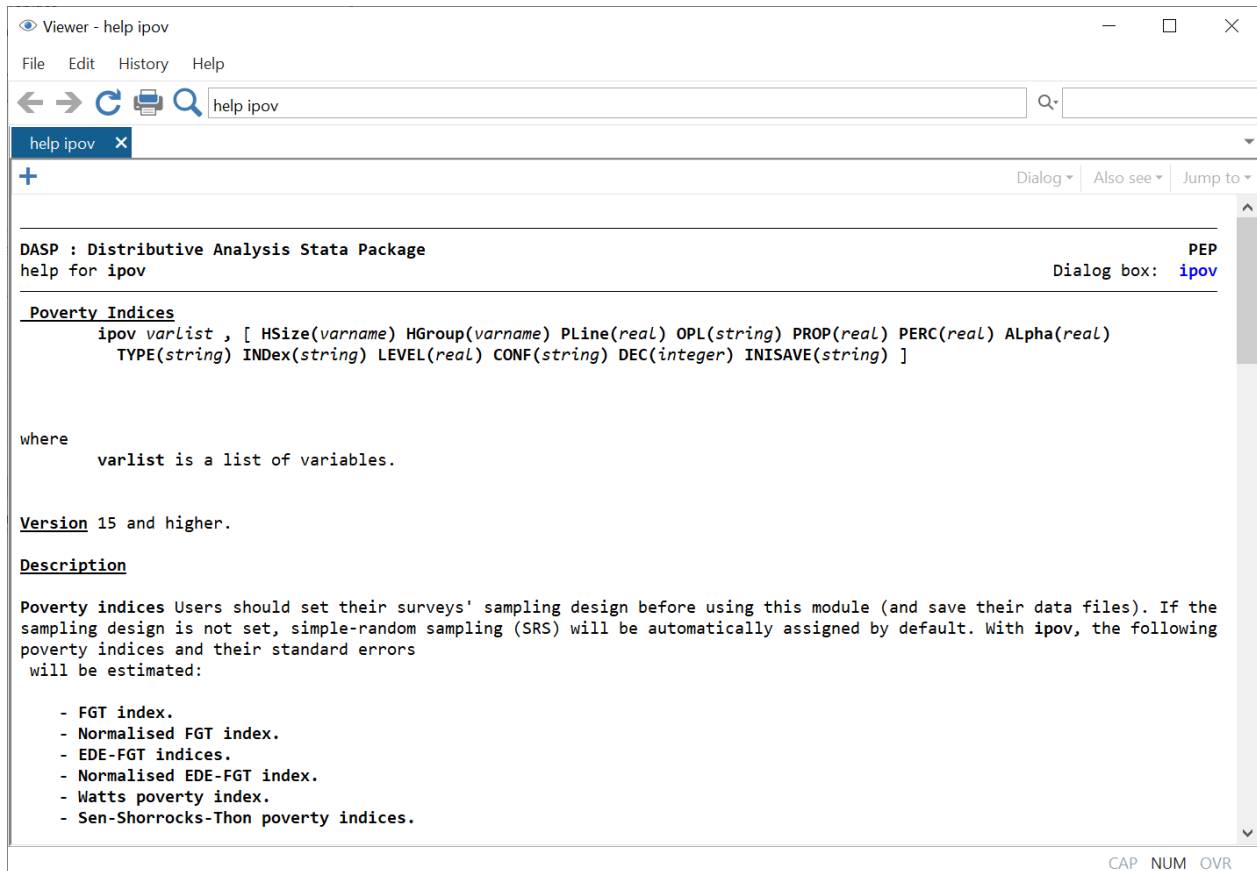 Viewer - help ipov
File Edit History Help
help ipov
help ipov
Dialog Also see Jump to
DASP : Distributive Analysis Stata Package PEP
help for ipov Dialog box: ipov
Poverty Indices
ipov varlist , [ HSize(varname) HGroup(varname) PLine(real) OPL(string) PROP(real) PERC(real) ALpha(real)
TYPE(string) INDex(string) LEVEL(real) CONF(string) DEC(integer) INISAVE(string) ]
where
varlist is a list of variables.
Version 15 and higher.
Description
Poverty indices Users should set their surveys' sampling design before using this module (and save their data files). If the
sampling design is not set, simple-random sampling (SRS) will be automatically assigned by default. With ipov, the following
poverty indices and their standard errors
will be estimated:
- FGT index.
- Normalised FGT index.
- EDE-FGT indices.
- Normalised EDE-FGT index.
- Watts poverty index.
- Sen-Shorrocks-Thon poverty indices.
CAP NUM OVR